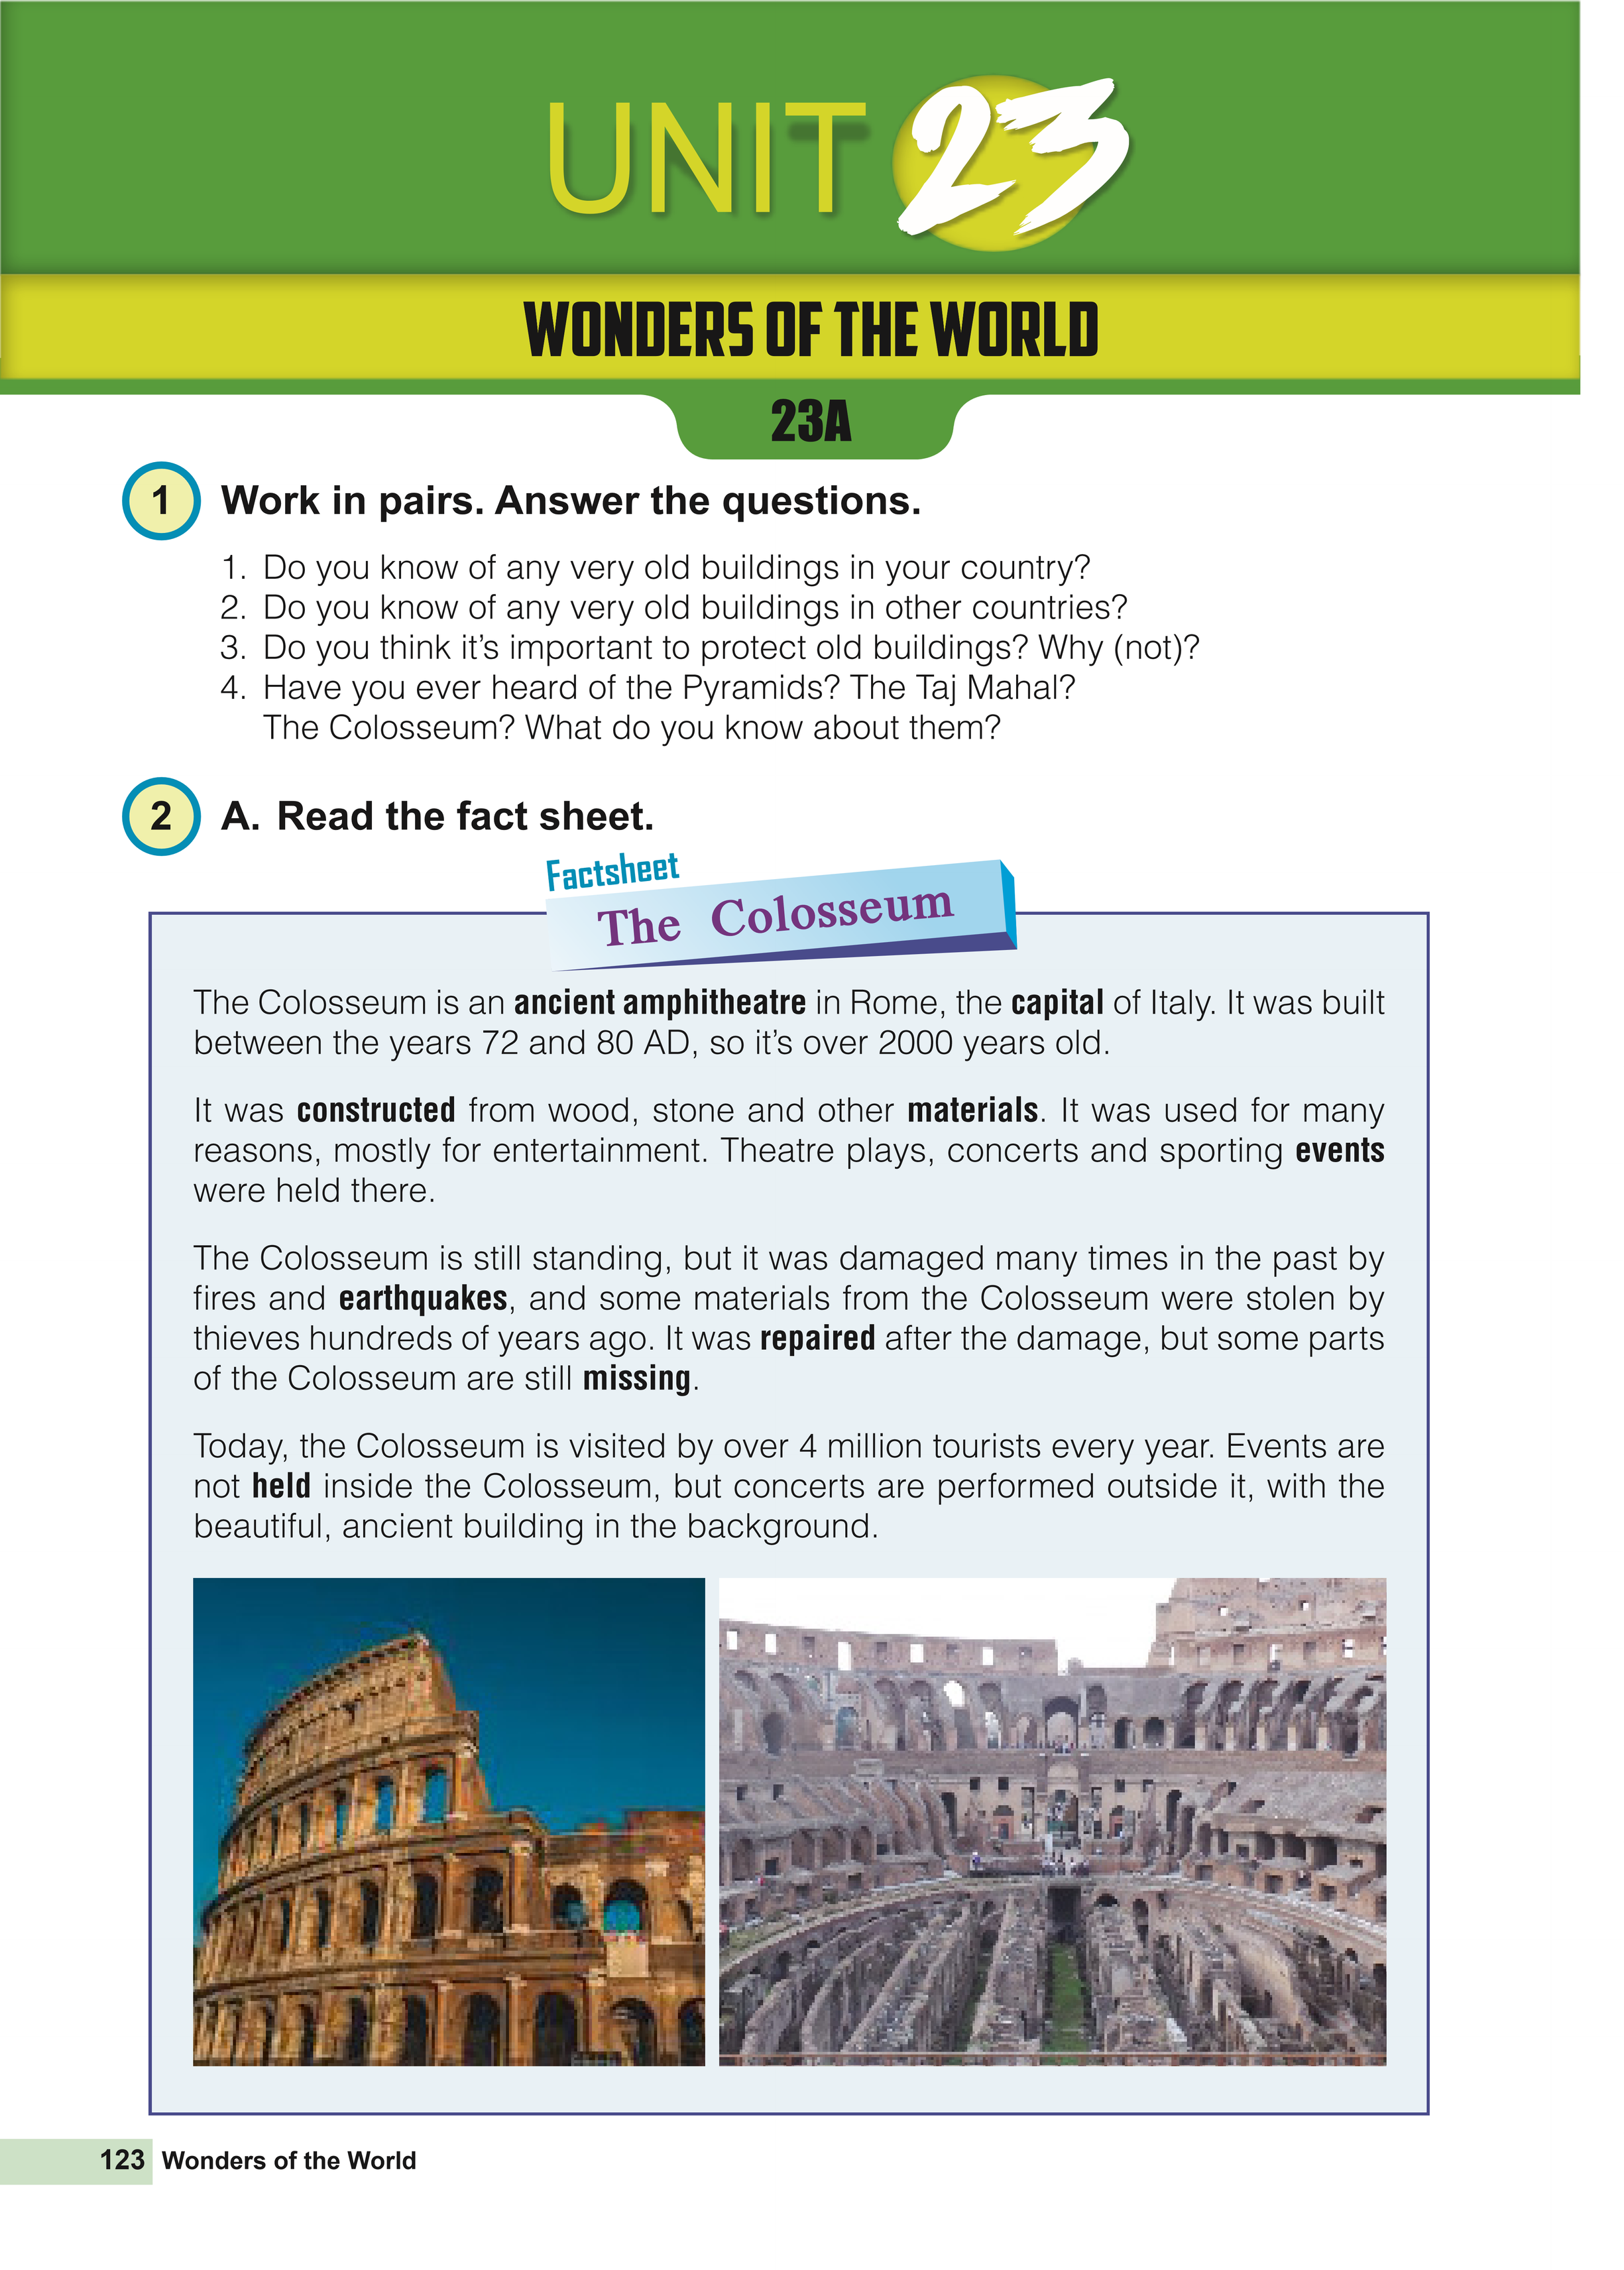 UNIT 23
WONDERS OF THE WORLD
23A
1 Work in pairs. Answer the questions.
1. Do you know of any very old buildings in your country?
2. Do you know of any very old buildings in other countries?
3. Do you think it’s important to protect old buildings? Why (not)?
4. Have you ever heard of the Pyramids? The Taj Mahal?
The Colosseum? What do you know about them?
2 A. Read the fact sheet.
Factsheet
The Colosseum
The Colosseum is an ancient amphitheatre in Rome, the capital of Italy. It was built
between the years 72 and 80 AD, so it’s over 2000 years old.
It was constructed from wood, stone and other materials. It was used for many
reasons, mostly for entertainment. Theatre plays, concerts and sporting events
were held there.
The Colosseum is still standing, but it was damaged many times in the past by
fires and earthquakes, and some materials from the Colosseum were stolen by
thieves hundreds of years ago. It was repaired after the damage, but some parts
of the Colosseum are still missing.
Today, the Colosseum is visited by over 4 million tourists every year. Events are
not held inside the Colosseum, but concerts are performed outside it, with the
beautiful, ancient building in the background.
123 Wonders of the World